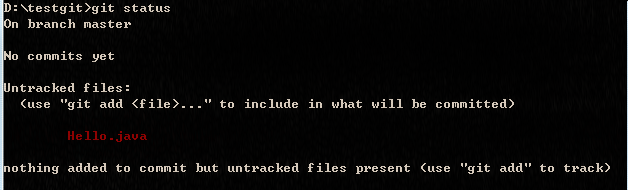 D:\testgit>git status
On branch master
No commits yet
Untracked files:
(use "git add <file>..." to include in what will be committed)
Hello.java
nothing added to commit but untracked files present (use "git add" to track)